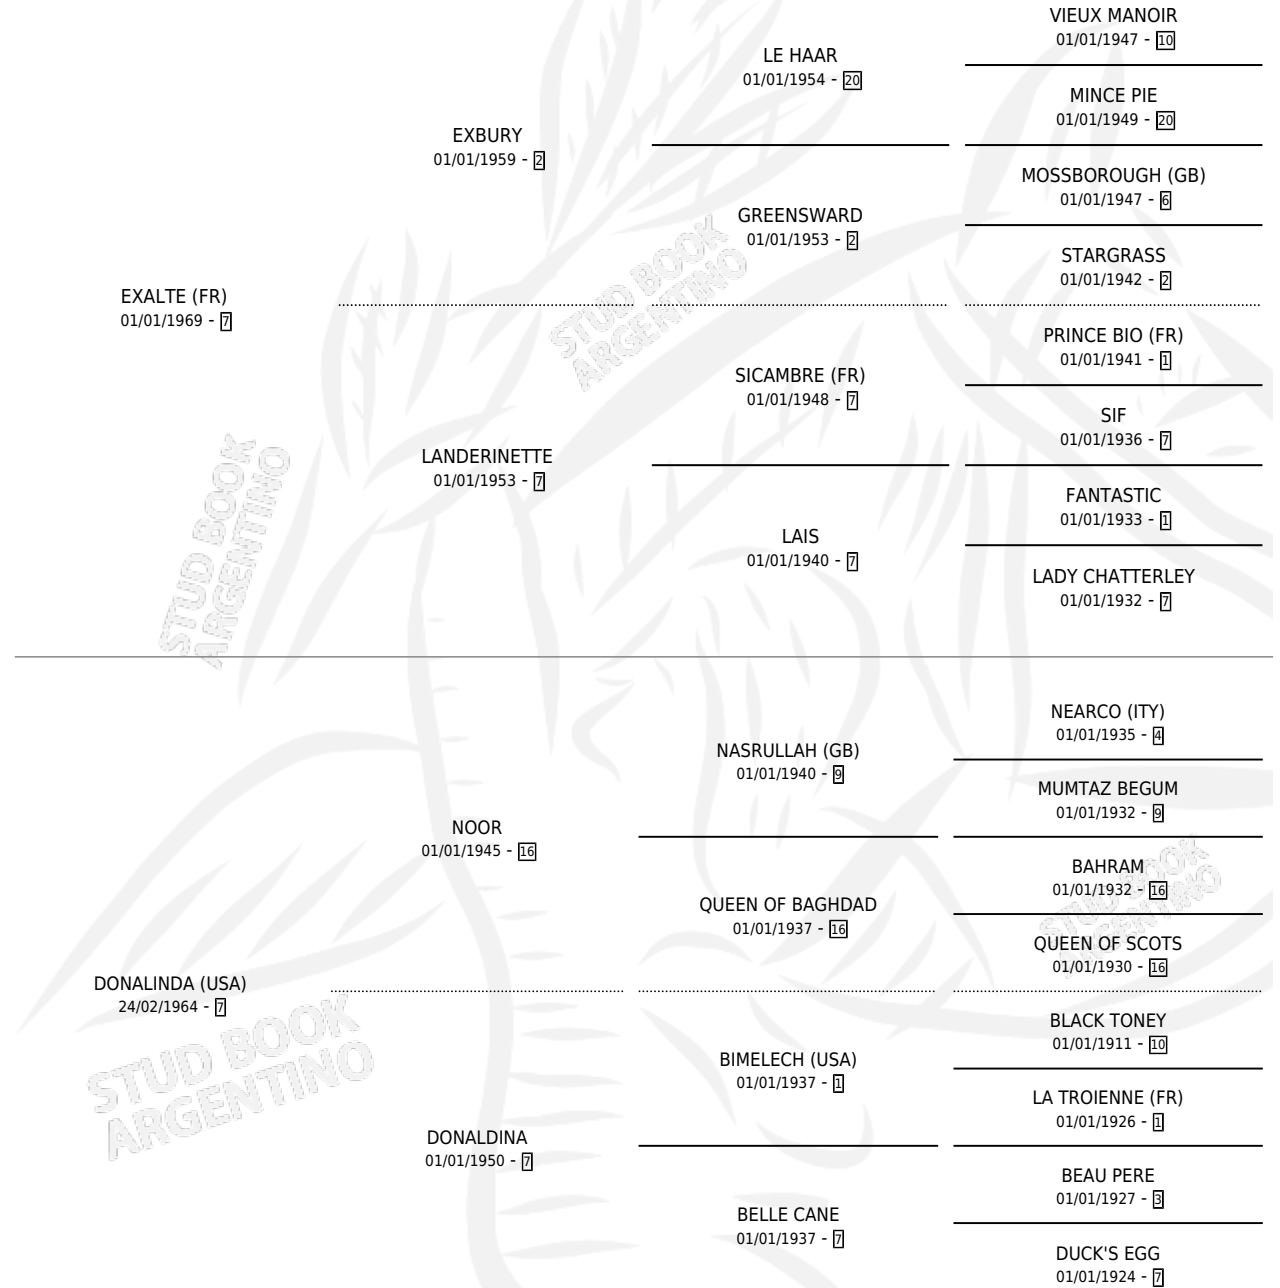 VIEUX MANOIR
01/01/1947 - 10
LE HAAR
01/01/1954 - 20
MINCE PIE
01/01/1949 - 20
EXBURY
01/01/1959 - 2
MOSSBOROUGH (GB)
01/01/1947 - 6
GREENSWARD
01/01/1953 - 2
STARGRASS
01/01/1942 - 2
EXALTE (FR)
01/01/1969 - 7
PRINCE BIO (FR)
01/01/1941 - 1
SICAMBRE (FR)
01/01/1948 - 7
SIF
01/01/1936 - 7
LANDERINETTE
01/01/1953 - 7
FANTASTIC
01/01/1933 - 1
LAIS
01/01/1940 - 7
LADY CHATTERLEY
01/01/1932 - 7
NEARCO (ITY)
01/01/1935 - 4
NASRULLAH (GB)
01/01/1940 - 9
MUMTAZ BEGUM
01/01/1932 - 9
NOOR
01/01/1945 - 16
BAHRAM
01/01/1932 - 16
QUEEN OF BAGHDAD
01/01/1937 - 16
QUEEN OF SCOTS
01/01/1930 - 16
DONALINDA (USA)
24/02/1964 - 7
BLACK TONEY
01/01/1911 - 10
BIMELECH (USA)
01/01/1937 - 1
LA TROIENNE (FR)
01/01/1926 - 1
DONALDINA
01/01/1950 - 7
BEAU PERE
01/01/1927 - 3
BELLE CANE
01/01/1937 - 7
DUCK'S EGG
01/01/1924 - 7
STUD BOOK
ARGENTINO
STUD BOOK
ARGENTINO
STUD BOOK
ARGENTINO
STUD BOOK
ARGENTINO